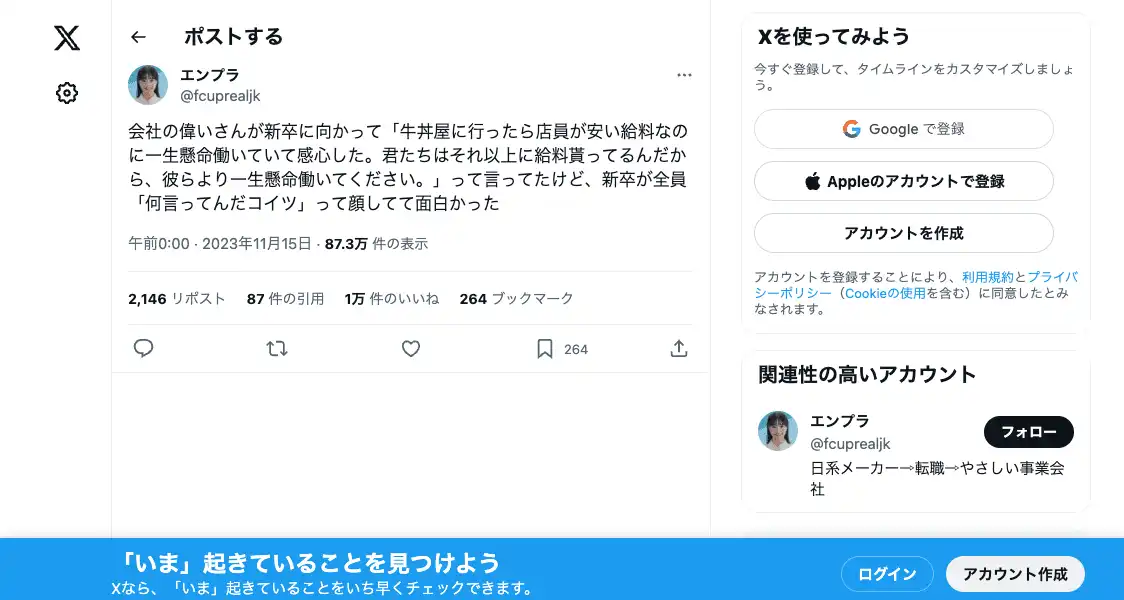 ポストする
エンプラ
@fcuprealjk
会社の偉いさんが新卒に向かって「牛丼屋に行ったら店員が安い給料なの
に一生懸命働いていて感心した。君たちはそれ以上に給料貰ってるんだか
ら、彼らより一生懸命働いてください。」って言ってたけど、新卒が全員
「何言ってんだコイツ」って顔してて面白かった
午前0:00 · 2023年11月15日 · 87.3万 件の表示
2,146 リポスト 87 件の引用 1万 件のいいね 264 ブックマーク
264
Xを使ってみよう
今すぐ登録して、タイムラインをカスタマイズしましょ
う。
Google で登録
Appleのアカウントで登録
アカウントを作成
アカウントを登録することにより、利用規約とプライバ
シーポリシー（Cookieの使用を含む）に同意したとみ
なされます。
関連性の高いアカウント
エンプラ
@fcuprealjk
フォロー
日系メーカー⇒転職⇒やさしい事業会
社
「いま」起きていることを見つけよう
Xなら、「いま」起きていることをいち早くチェックできます。
ログイン
アカウント作成